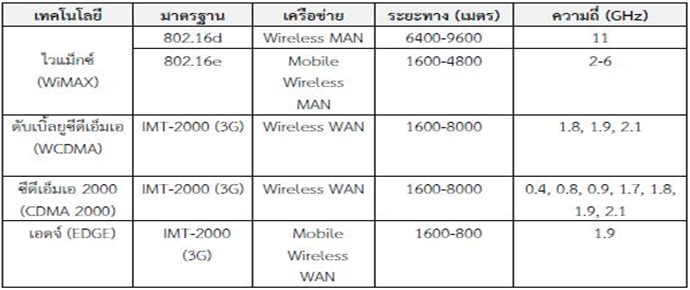 เทคโนโลยี มาตรฐาน เครือข่าย ระยะทาง (เมตร) ความถี่ (GHz)
ไวแม็กซ์ (WiMAX) 802.16d Wireless MAN 6400-9600 11
802.16e Mobile Wireless MAN 1600-4800 2-6
ดับเบิ้ลยูซีดีเอ็มเอ (WCDMA) IMT-2000 (3G) Wireless WAN 1600-8000 1.8, 1.9, 2.1
ซีดีเอ็มเอ 2000 (CDMA 2000) IMT-2000 (3G) Wireless WAN 1600-8000 0.4, 0.8, 0.9, 1.7, 1.8, 1.9, 2.1
เอดจ์ (EDGE) IMT-2000 (3G) Mobile Wireless WAN 1600-800 1.9